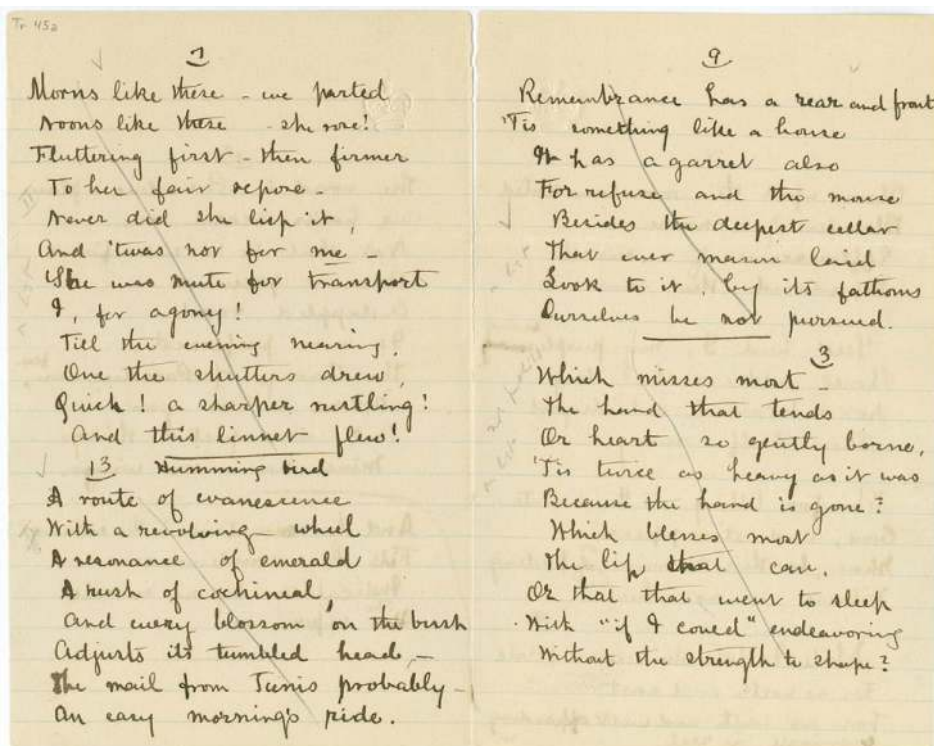 Tr 45a
7
Morns like these - we parted
Noons like these - she rose!
Fluttering first - then firmer
To her fair repose -
Never did she lisp it,
And 'twas not for me -
She was mute for transport
I, for agony!
Till the evening nearing,
One the shutters drew,
Quick! a sharper rustling!
And this linnet flew!
13 Humming bird
A route of evanescence
With a revolving wheel
A resonance of emerald
A rush of cochineal,
And every blossom on the bush
Adjusts its tumbled head, -
The mail from Tunis probably -
An easy morning's ride.
9
Remembrance has a rear and front
'Tis something like a house
It has a garret also
For refuse and the mouse
Besides the deepest cellar
That ever mason laid
Look to it, by its fathoms
Ourselves be not pursued.
3
Which misses most -
The hand that tends
Or heart so gently borne,
'Tis twice as heavy as it was
Because the hand is gone?
Which blesses most
The lip that can,
Or that that went to sleep
With "if I could" endeavoring
Without the strength to shape?